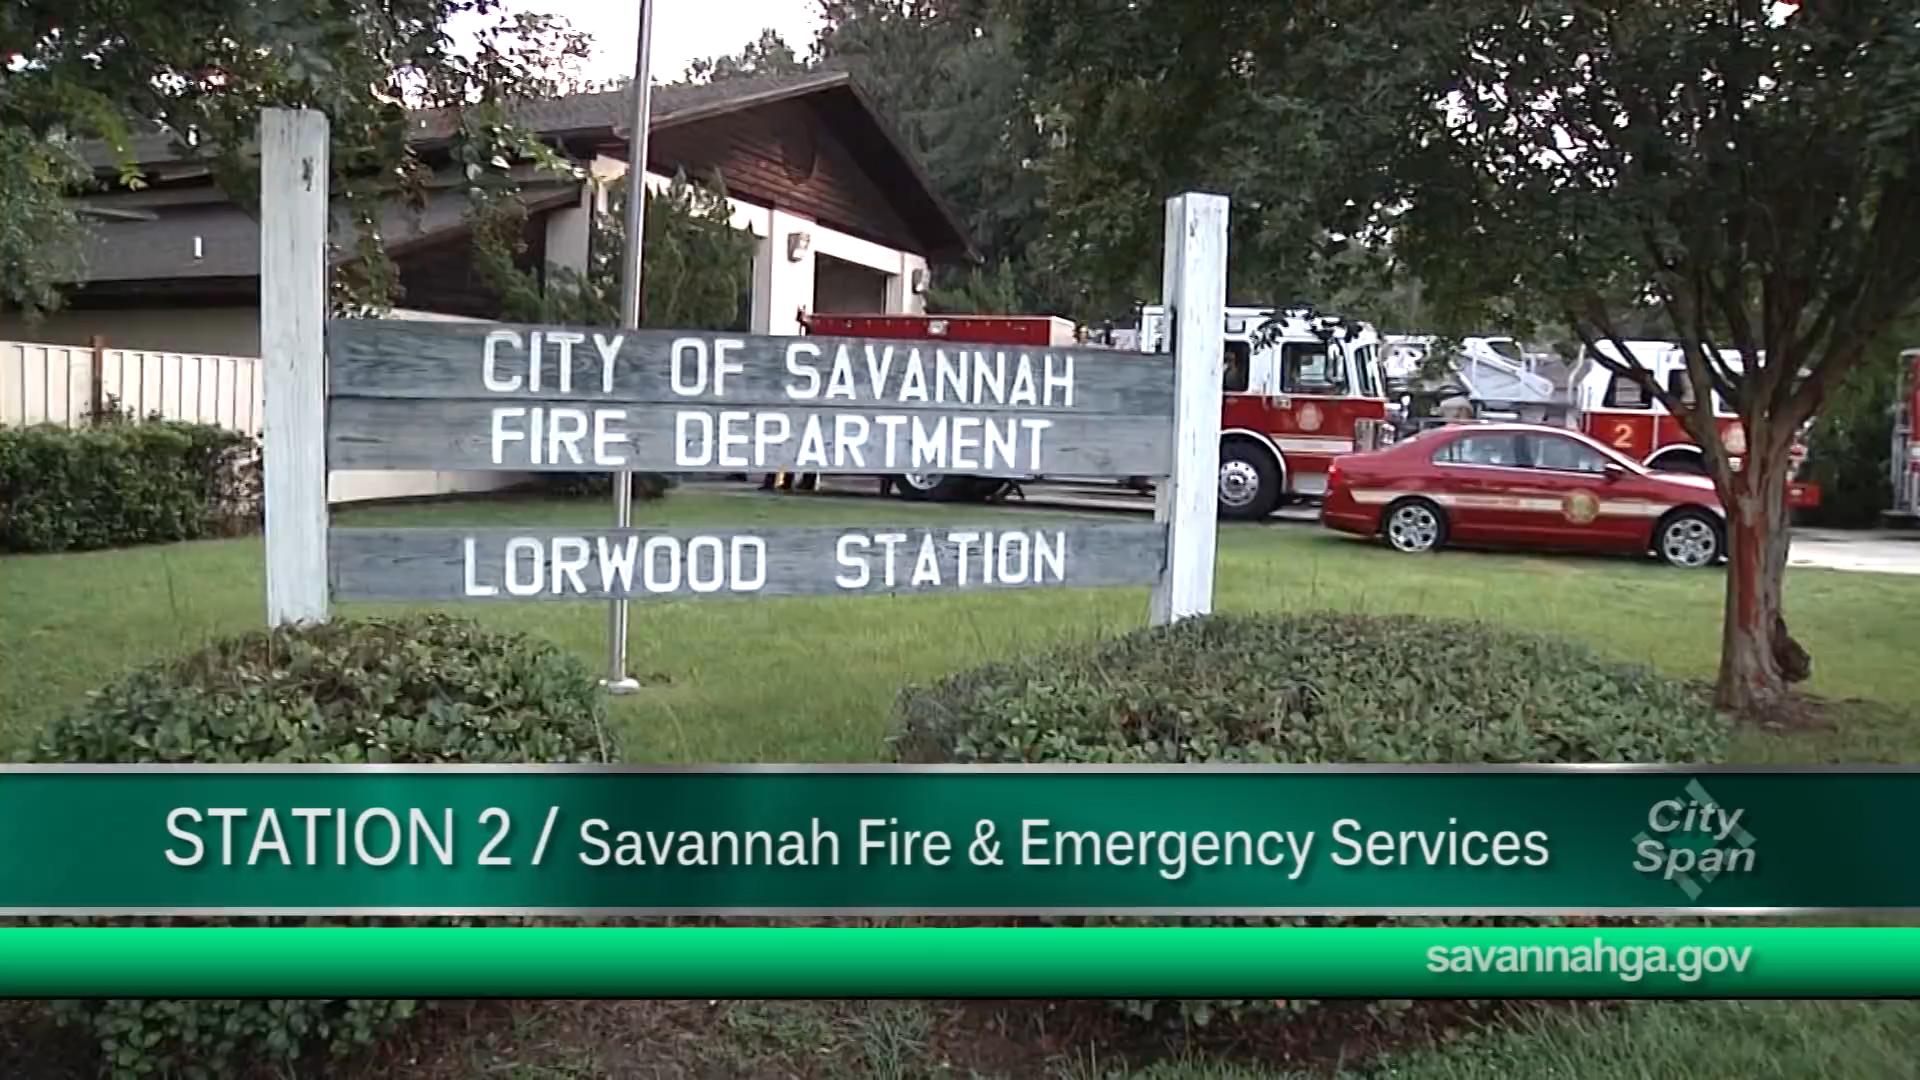 CITY OF SAVANNAH
FIRE DEPARTMENT
LORWOOD STATION
2
STATION 2 / Savannah Fire & Emergency Services
City
Span
savannahga.gov